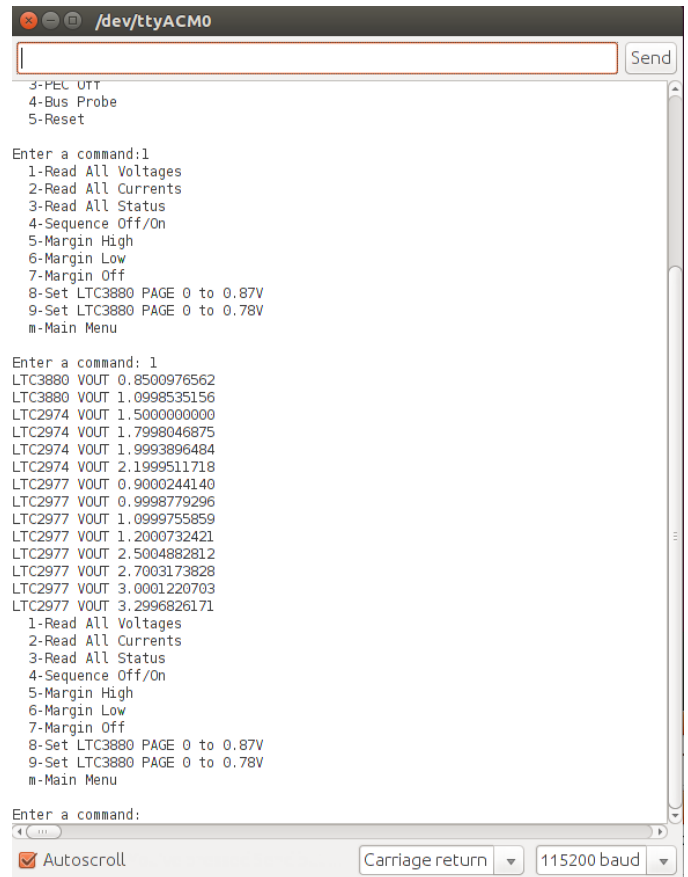 /dev/ttyACM0
Send
3-PEC Off
4-Bus Probe
5-Reset
Enter a command:1
1-Read All Voltages
2-Read All Currents
3-Read All Status
4-Sequence Off/On
5-Margin High
6-Margin Low
7-Margin Off
8-Set LTC3880 PAGE 0 to 0.87V
9-Set LTC3880 PAGE 0 to 0.78V
m-Main Menu
Enter a command: 1
LTC3880 VOUT 0.8500976562
LTC3880 VOUT 1.0998535156
LTC2974 VOUT 1.5000000000
LTC2974 VOUT 1.7998046875
LTC2974 VOUT 1.9993896484
LTC2974 VOUT 2.1999511718
LTC2977 VOUT 0.9000244140
LTC2977 VOUT 0.9998779296
LTC2977 VOUT 1.0999755859
LTC2977 VOUT 1.2000732421
LTC2977 VOUT 2.5004882812
LTC2977 VOUT 2.7003173828
LTC2977 VOUT 3.0001220703
LTC2977 VOUT 3.2996826171
1-Read All Voltages
2-Read All Currents
3-Read All Status
4-Sequence Off/On
5-Margin High
6-Margin Low
7-Margin Off
8-Set LTC3880 PAGE 0 to 0.87V
9-Set LTC3880 PAGE 0 to 0.78V
m-Main Menu
Enter a command:
Autoscroll
Carriage return
115200 baud